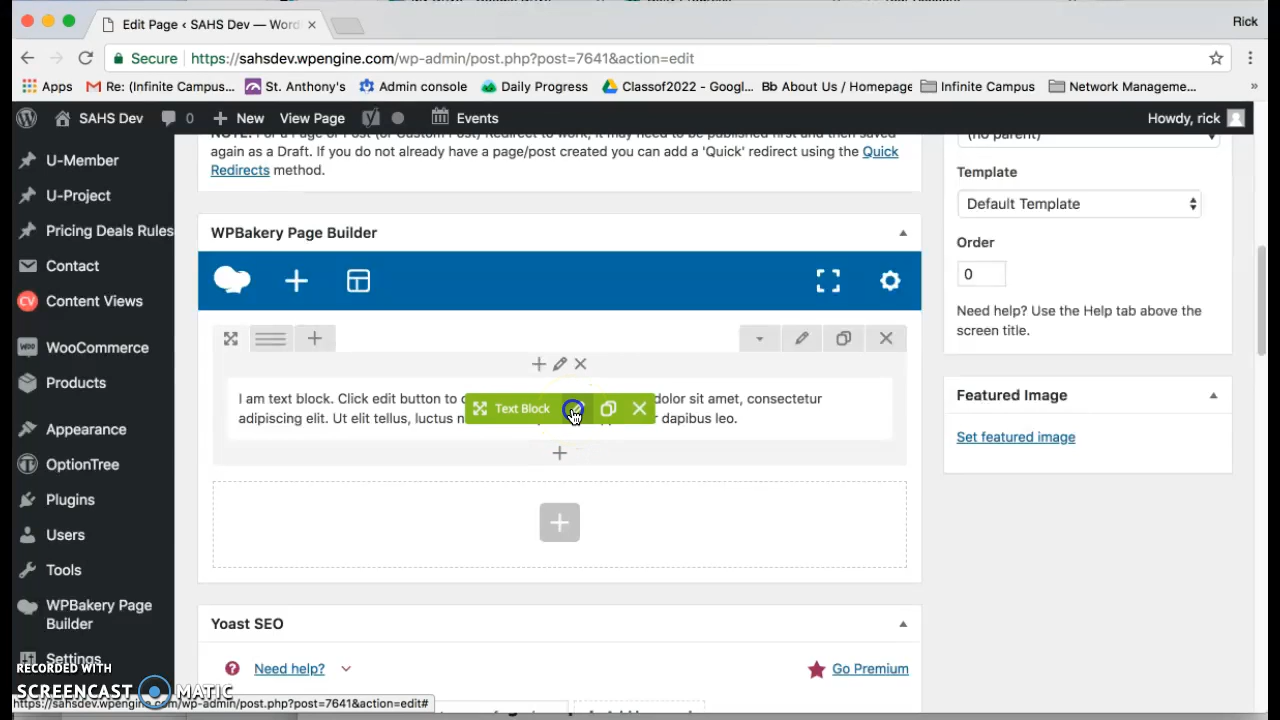 Edit Page ‹ SAHS Dev — Word
Rick
Secure https://sahsdev.wpengine.com/wp-admin/post.php?post=7641&action=edit
Apps Re: (Infinite Campus... St. Anthony's Admin console Daily Progress Classof2022 - Googl... Bb About Us / Homepage Infinite Campus Network Manageme... »
SAHS Dev 0 New View Page Events Howdy, rick
U-Member
U-Project
Pricing Deals Rules
Contact
CV Content Views
WooCommerce
Products
Appearance
OptionTree
Plugins
Users
Tools
WPBakery Page
Builder
Settings
again as a Draft. If you do not already have a page/post created you can add a 'Quick' redirect using the Quick
Redirects method.
WPBakery Page Builder
I am text block. Click edit button to dolor sit amet, consectetur
adipiscing elit. Ut elit tellus, luctus dapibus leo.
Text Block
Yoast SEO
Need help?
Go Premium
(no parent)
Template
Default Template
Order
0
Need help? Use the Help tab above the
screen title.
Featured Image
Set featured image
RECORDED WITH
SCREENCAST MATIC
https://sahsdev.wpengine.com/wp-admin/post.php?post=7641&action=edit#